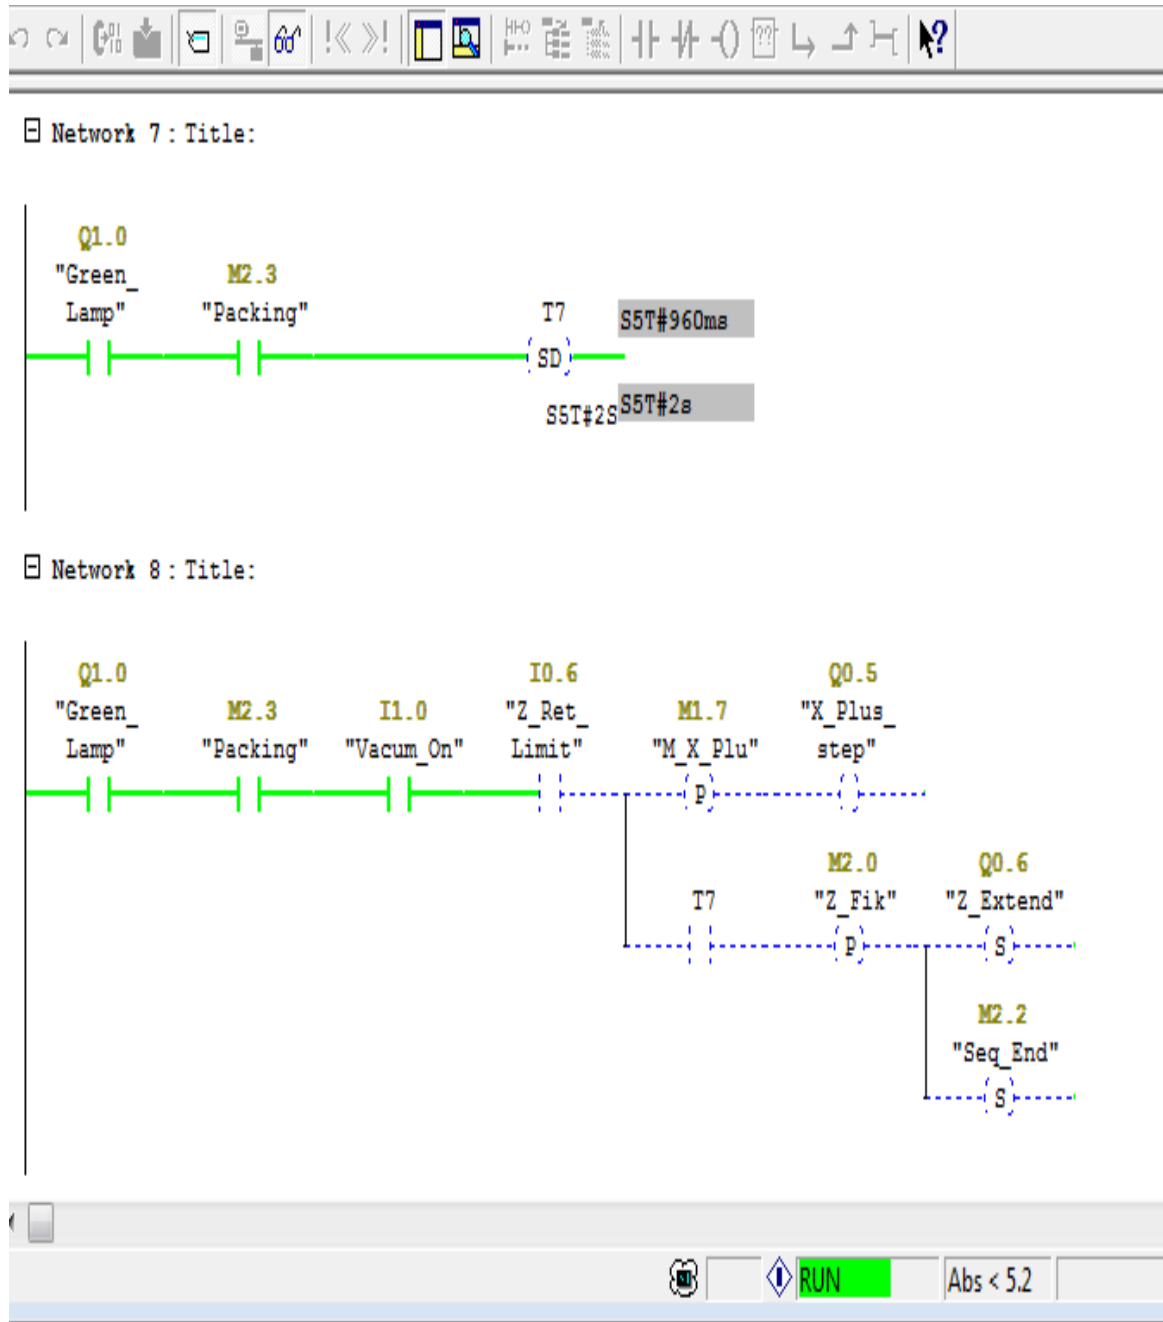 !« »!
??
?
Network 7 : Title:
Q1.0
"Green_
Lamp"
M2.3
"Packing"
T7
SD
S5T#960ms
S5T#2S
S5T#2s
Network 8 : Title:
Q1.0
"Green_
Lamp"
M2.3
"Packing"
I1.0
"Vacum_On"
I0.6
"Z_Ret_
Limit"
M1.7
"M_X_Plu"
P
Q0.5
"X_Plus_
step"
T7
M2.0
"Z_Fik"
P
Q0.6
"Z_Extend"
S
M2.2
"Seq_End"
S
RUN
Abs < 5.2